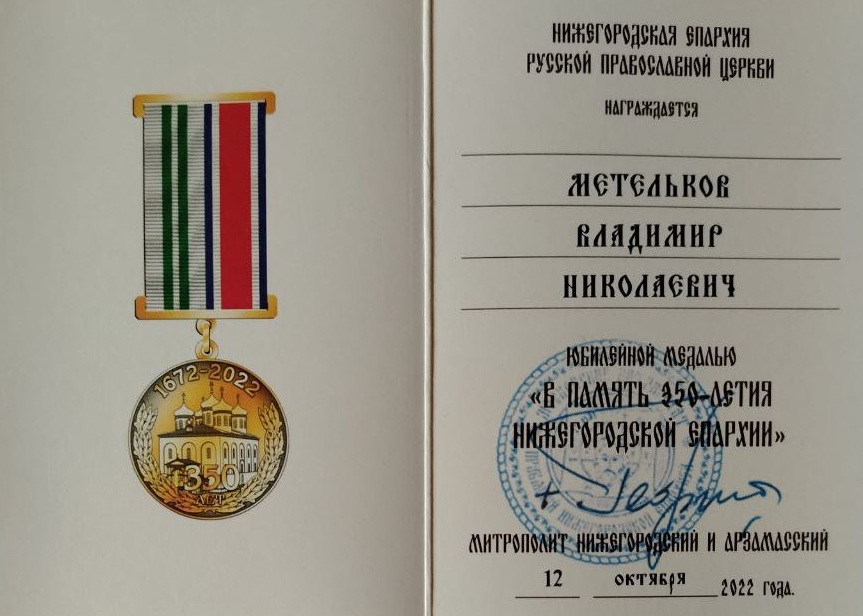 1672-2022
350
ЛЕТ
НИЖЕГОРОДСКАЯ ЕПАРХИЯ
РУССКОЙ ПРАВОСЛАВНОЙ ЦЕРКВИ
НАГРАЖДАЕТСЯ
МЕТЕЛЬКОВ
ВЛАДИМИР
НИКОЛАЕВИЧ
ЮБИЛЕЙНОЙ МЕДАЛЬЮ
«В ПАМЯТЬ 350-ЛЕТИЯ
НИЖЕГОРОДСКОЙ ЕПАРХИИ»
+ Георгий
МИТРОПОЛИТ НИЖЕГОРОДСКИЙ И АРЗАМАССКИЙ
12 ОКТЯБРЯ 2022 ГОДА.